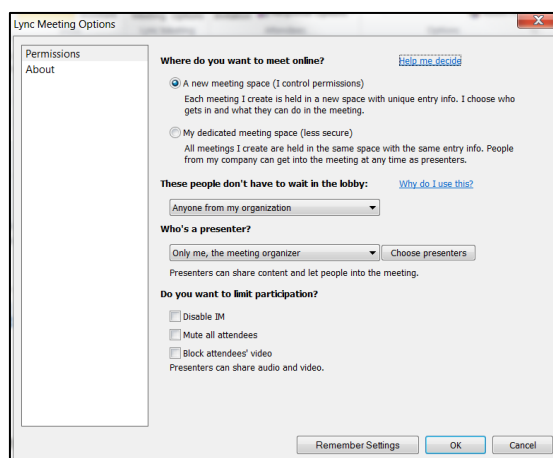 Lync Meeting Options
Permissions
About
Where do you want to meet online?
Help me decide
A new meeting space (I control permissions)
Each meeting I create is held in a new space with unique entry info. I choose who
gets in and what they can do in the meeting.
My dedicated meeting space (less secure)
All meetings I create are held in the same space with the same entry info. People
from my company can get into the meeting at any time as presenters.
These people don't have to wait in the lobby:
Why do I use this?
Anyone from my organization
Who's a presenter?
Only me, the meeting organizer
Choose presenters
Presenters can share content and let people into the meeting.
Do you want to limit participation?
Disable IM
Mute all attendees
Block attendees' video
Presenters can share audio and video.
Remember Settings
OK
Cancel